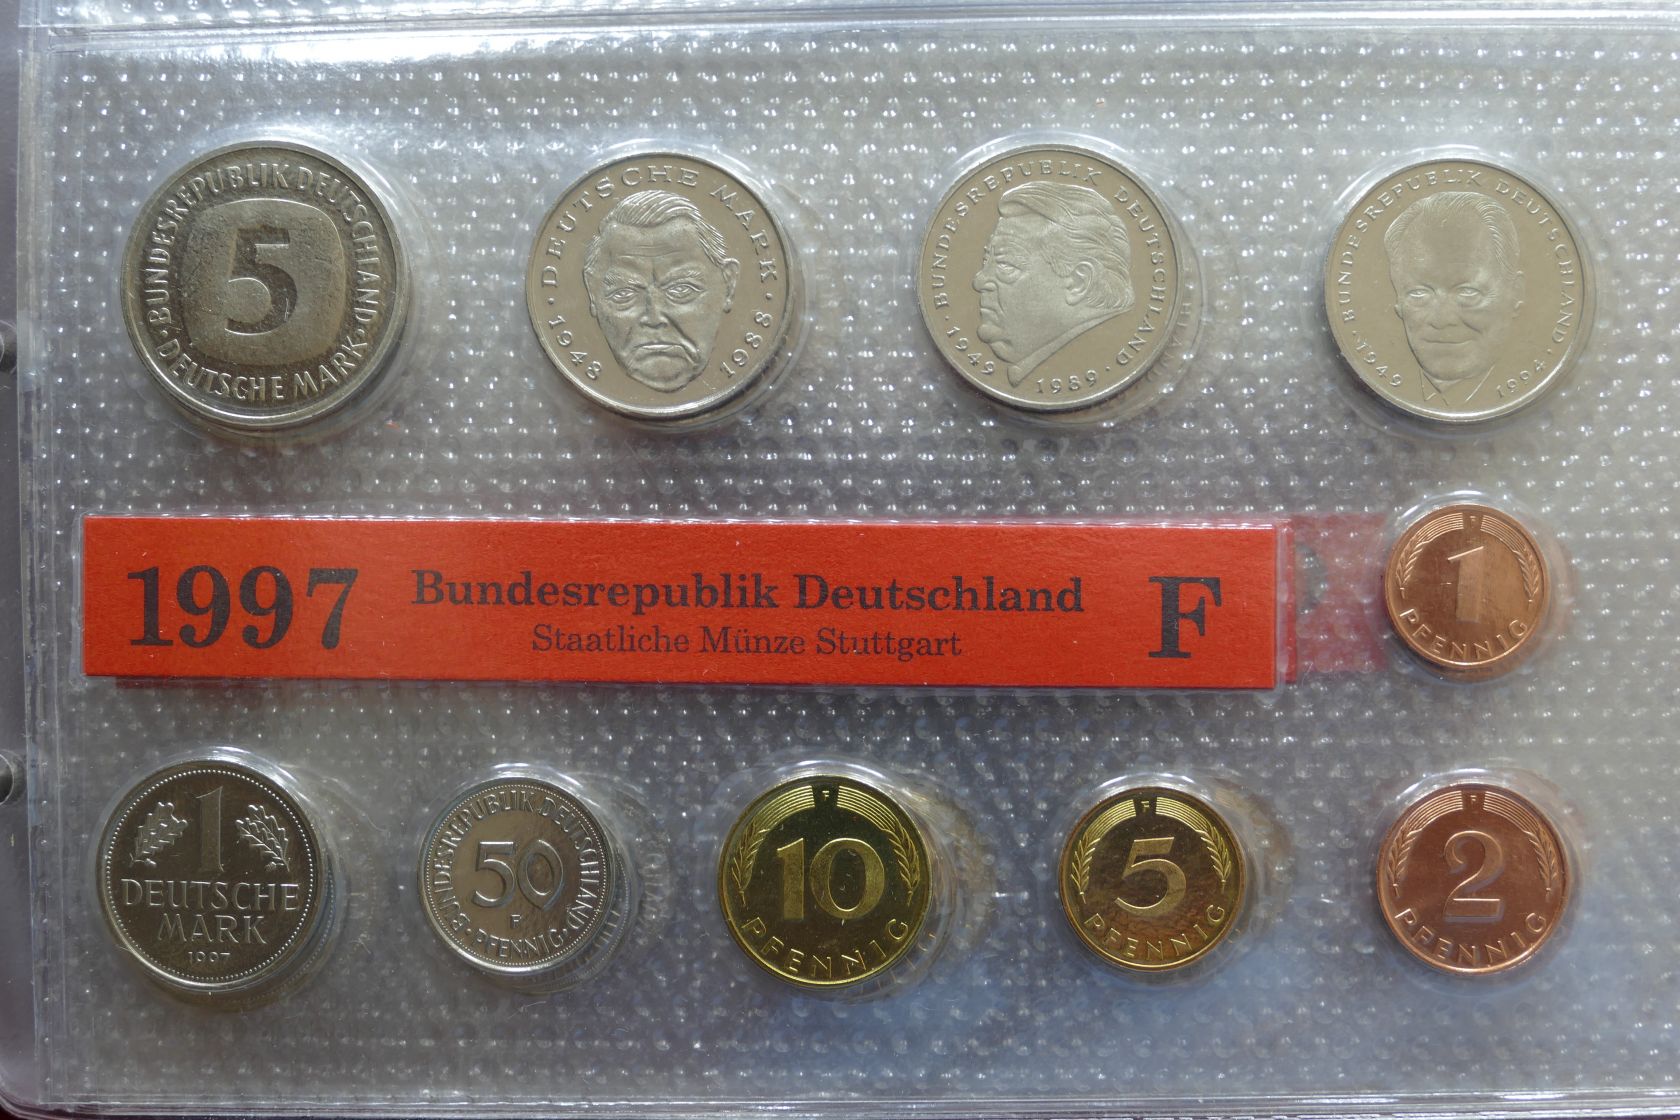 BUNDESREPUBLIK DEUTSCHLAND
5
DEUTSCHE MARK
DEUTSCHE MARK
1948 1988
BUNDESREPUBLIK DEUTSCHLAND
1949 1989
BUNDESREPUBLIK DEUTSCHLAND
1949 1994
1997 Bundesrepublik Deutschland F
Staatliche Münze Stuttgart
F
1
PFENNIG
1
DEUTSCHE
MARK
1997
BUNDESREPUBLIK DEUTSCHLAND
50
F
PFENNIG
F
10
PFENNIG
F
5
PFENNIG
F
2
PFENNIG